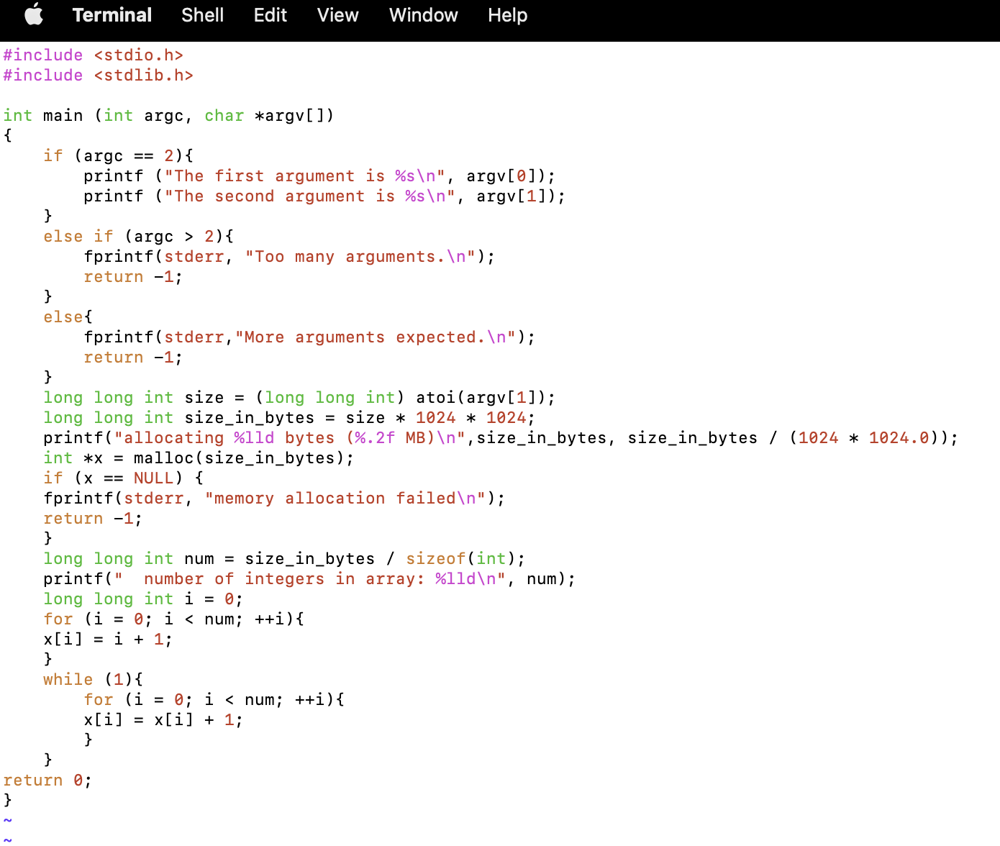 Terminal Shell Edit View Window Help
#include <stdio.h>
#include <stdlib.h>

int main (int argc, char *argv[])
{
    if (argc == 2){
        printf ("The first argument is %s\n", argv[0]);
        printf ("The second argument is %s\n", argv[1]);
    }
    else if (argc > 2){
        fprintf(stderr, "Too many arguments.\n");
        return -1;
    }
    else{
        fprintf(stderr,"More arguments expected.\n");
        return -1;
    }
    long long int size = (long long int) atoi(argv[1]);
    long long int size_in_bytes = size * 1024 * 1024;
    printf("allocating %lld bytes (%.2f MB)\n",size_in_bytes, size_in_bytes / (1024 * 1024.0));
    int *x = malloc(size_in_bytes);
    if (x == NULL) {
    fprintf(stderr, "memory allocation failed\n");
    return -1;
    }
    long long int num = size_in_bytes / sizeof(int);
    printf("  number of integers in array: %lld\n", num);
    long long int i = 0;
    for (i = 0; i < num; ++i){
    x[i] = i + 1;
    }
    while (1){
        for (i = 0; i < num; ++i){
        x[i] = x[i] + 1;
        }
    }
return 0;
}
~
~